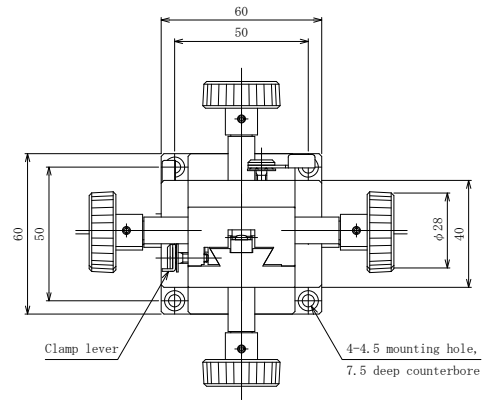 60
50
60
50
φ28
40
Clamp lever
4-4.5 mounting hole,
7.5 deep counterbore